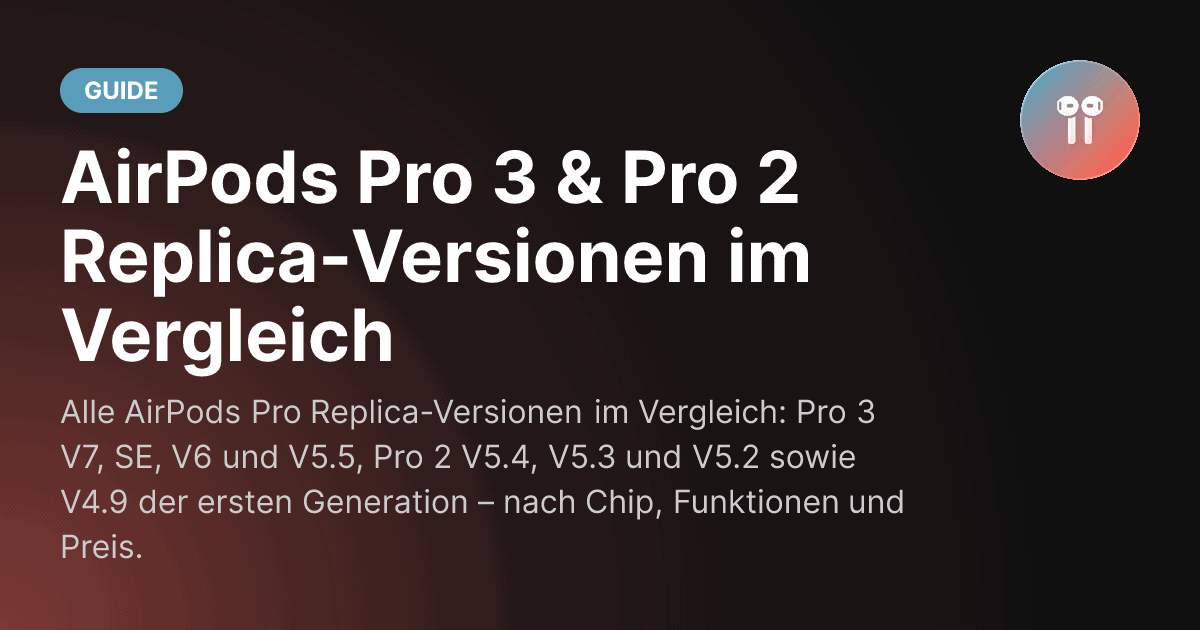 GUIDE
AirPods Pro 3 & Pro 2
Replica-Versionen im
Vergleich
Alle AirPods Pro Replica-Versionen im Vergleich: Pro 3
V7, SE, V6 und V5.5, Pro 2 V5.4, V5.3 und V5.2 sowie
V4.9 der ersten Generation – nach Chip, Funktionen und
Preis.